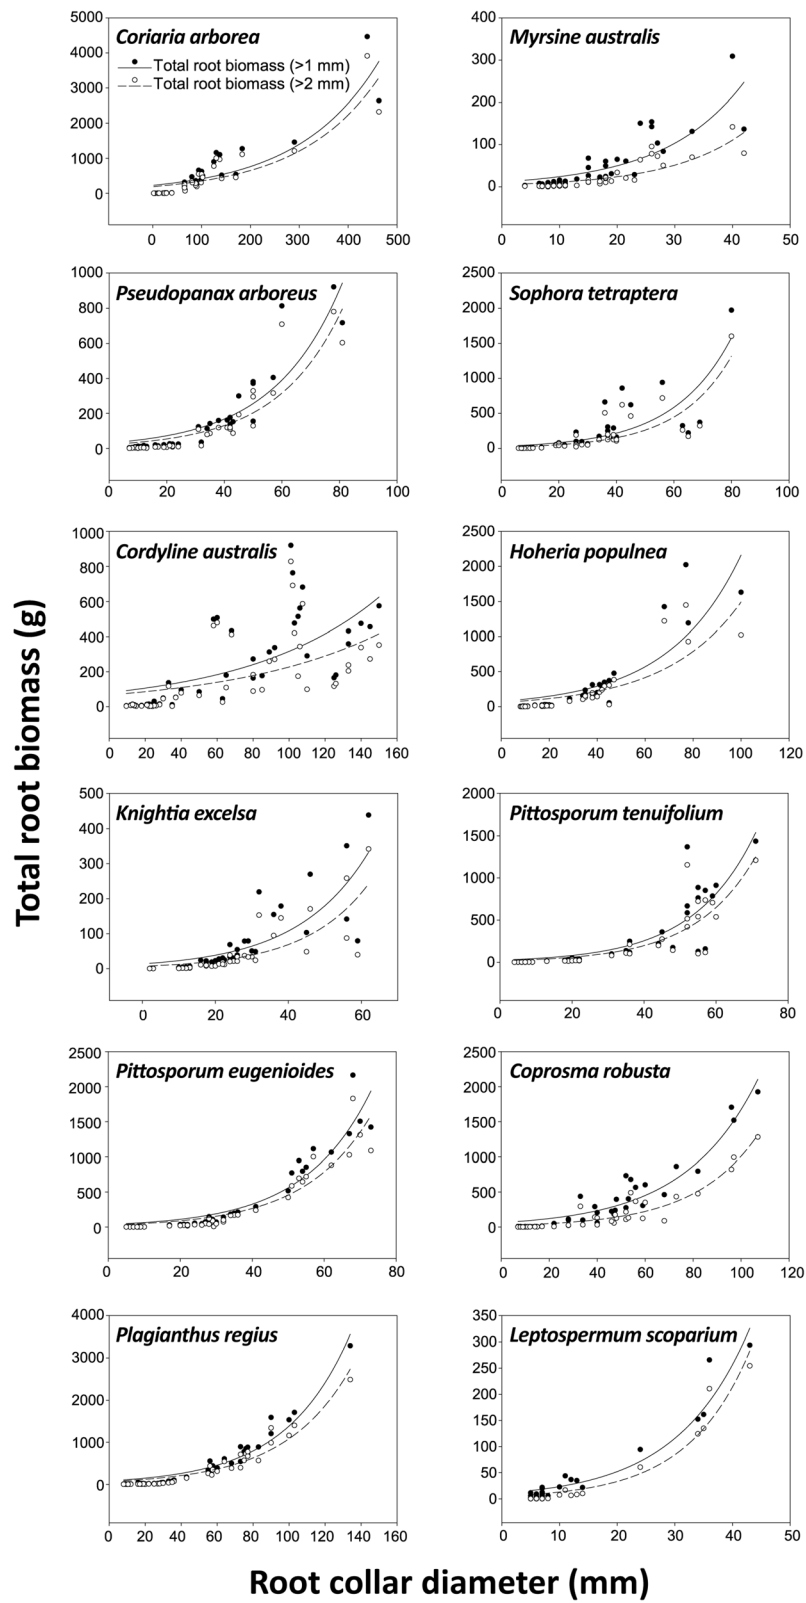 Coriaria arborea
Total root biomass (>1 mm)
Total root biomass (>2 mm)
5000
4000
3000
2000
1000
0
0 100 200 300 400 500
Myrsine australis
400
300
200
100
0
0 10 20 30 40 50
Pseudopanax arboreus
1000
800
600
400
200
0
0 20 40 60 80 100
Sophora tetraptera
2500
2000
1500
1000
500
0
0 20 40 60 80 100
Cordyline australis
1000
800
600
400
200
0
0 20 40 60 80 100 120 140 160
Hoheria populnea
2500
2000
1500
1000
500
0
0 20 40 60 80 100 120
Knightia excelsa
500
400
300
200
100
0
0 20 40 60
Pittosporum tenuifolium
2000
1500
1000
500
0
0 20 40 60 80
Pittosporum eugenioides
2500
2000
1500
1000
500
0
0 20 40 60 80
Coprosma robusta
2500
2000
1500
1000
500
0
0 20 40 60 80 100 120
Plagianthus regius
4000
3000
2000
1000
0
0 20 40 60 80 100 120 140 160
Leptospermum scoparium
350
300
250
200
150
100
50
0
0 10 20 30 40 50
Total root biomass (g)
Root collar diameter (mm)